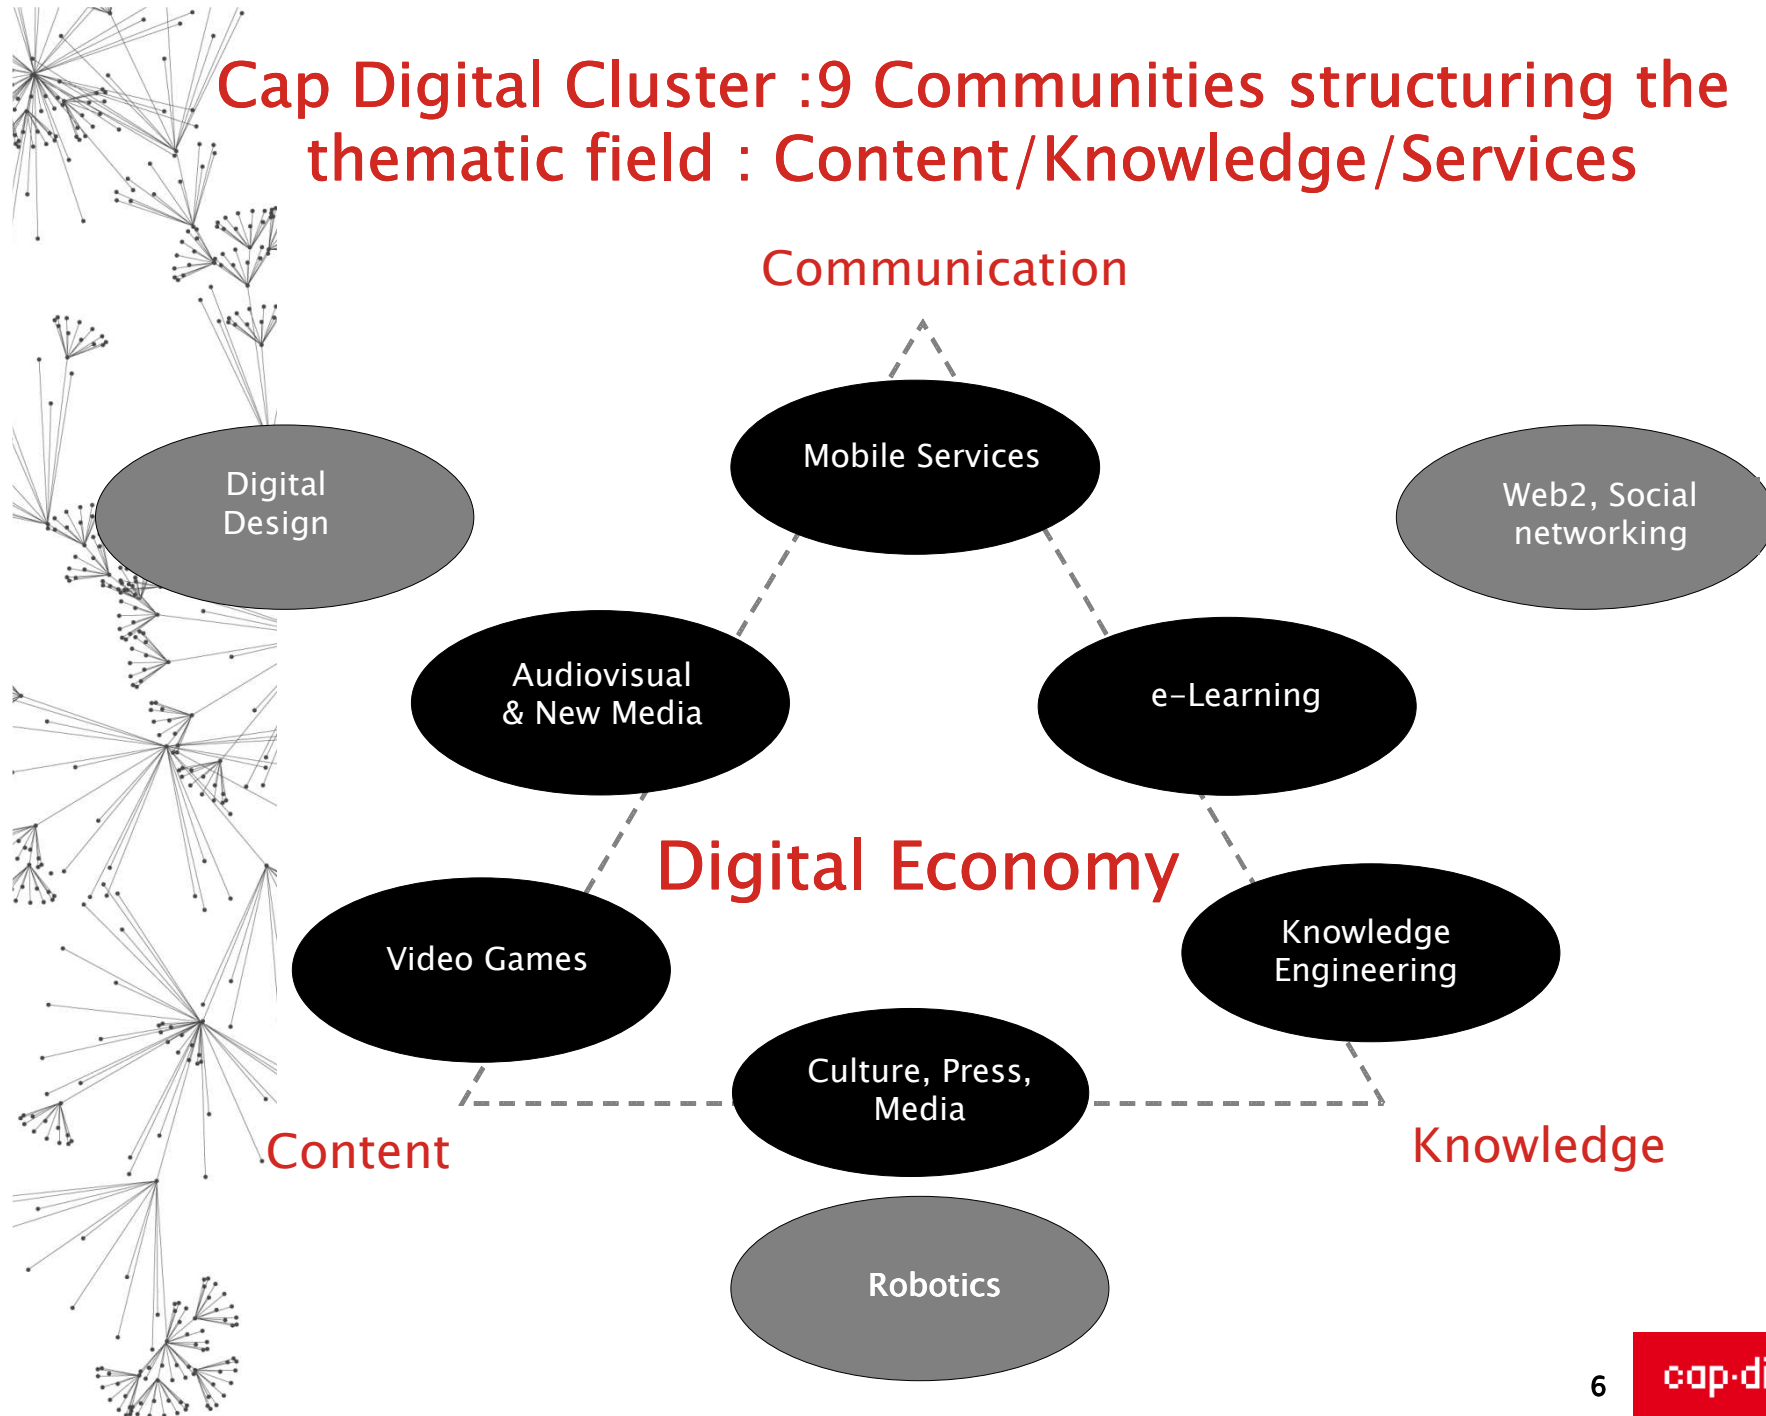 Cap Digital Cluster :9 Communities structuring the
thematic field : Content/Knowledge/Services
Communication
Mobile Services
Digital
Design
Web2, Social
networking
Audiovisual
& New Media
e-Learning
Digital Economy
Video Games
Knowledge
Engineering
Culture, Press,
Media
Content
Knowledge
Robotics
6
cap·di